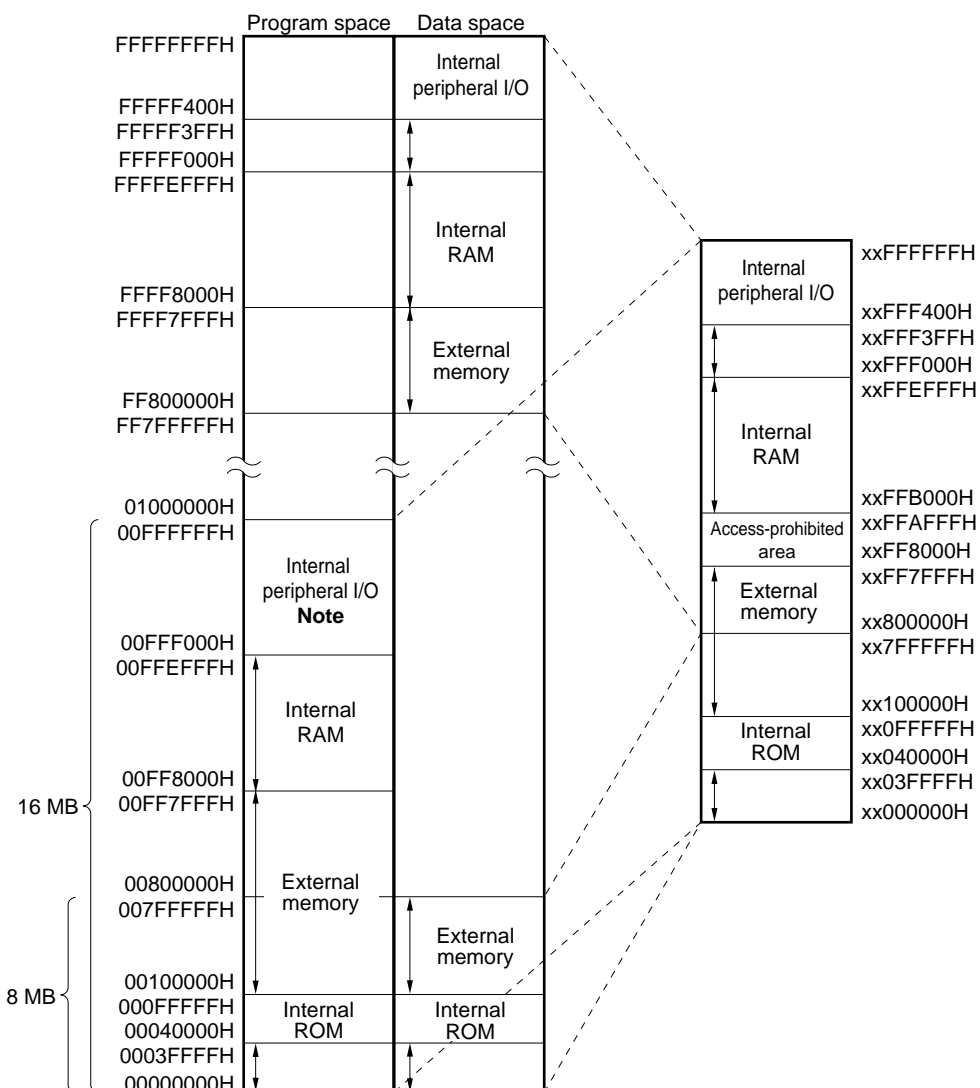 Program space Data space
FFFFFFFFH
Internal
peripheral I/O
FFFFF400H
FFFFF3FFH
FFFFF000H
FFFFEFFFH
Internal
RAM
FFFF8000H
FFFF7FFFH
External
memory
FF800000H
FF7FFFFFH
01000000H
00FFFFFFH
Internal
peripheral I/O
Note
00FFF000H
00FFEFFFH
Internal
RAM
00FF8000H
00FF7FFFH
16 MB
00800000H
007FFFFFH
External
memory
External
memory
8 MB
00100000H
000FFFFFH
00040000H
0003FFFFH
00000000H
Internal
ROM
Internal
ROM
Internal
peripheral I/O
xxFFFFFFH
xxFFF400H
xxFFF3FFH
xxFFF000H
xxFFEFFFH
Internal
RAM
xxFFB000H
xxFFAFFFH
Access-prohibited
area
xxFF8000H
xxFF7FFFH
External
memory
xx800000H
xx7FFFFFH
xx100000H
xx0FFFFFH
Internal
ROM
xx040000H
xx03FFFFH
xx000000H